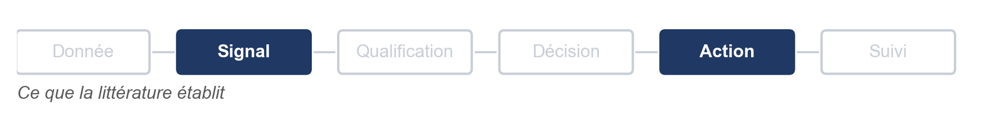 Donnée Signal Qualification Décision Action Suivi
Ce que la littérature établit